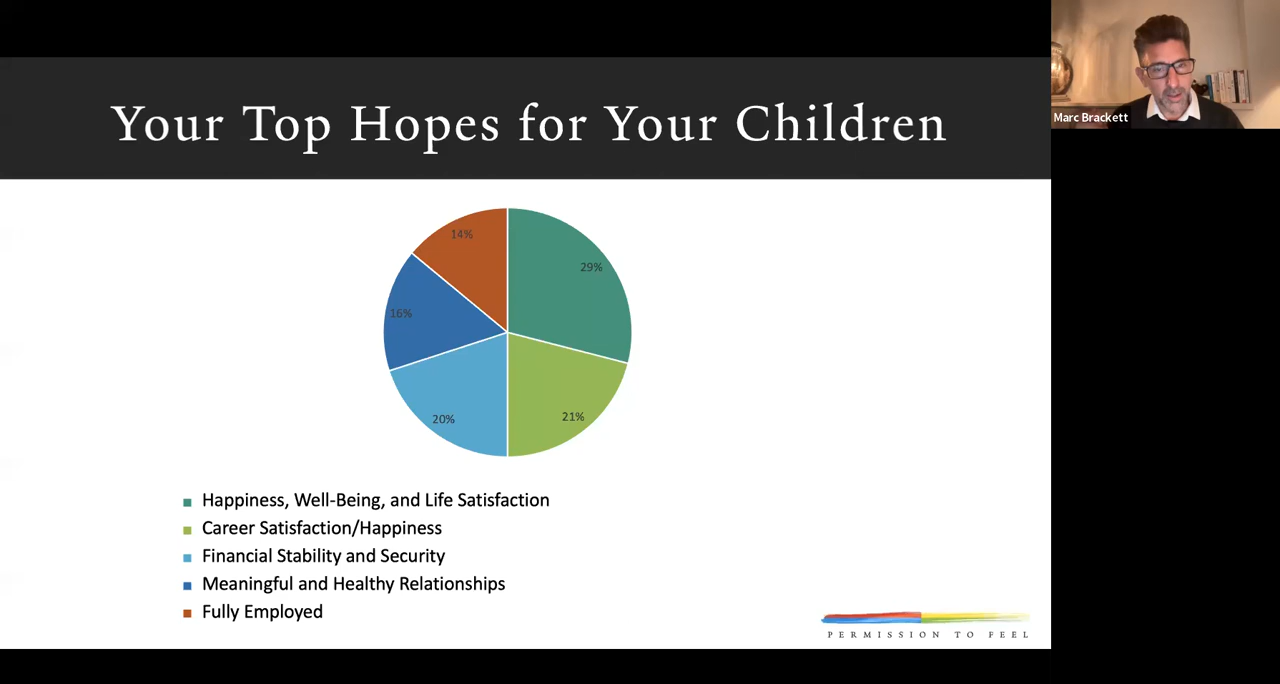 Your Top Hopes for Your Children
Marc Brackett
14%
29%
16%
20%
21%
Happiness, Well-Being, and Life Satisfaction
Career Satisfaction/Happiness
Financial Stability and Security
Meaningful and Healthy Relationships
Fully Employed
PERMISSION TO FEEL